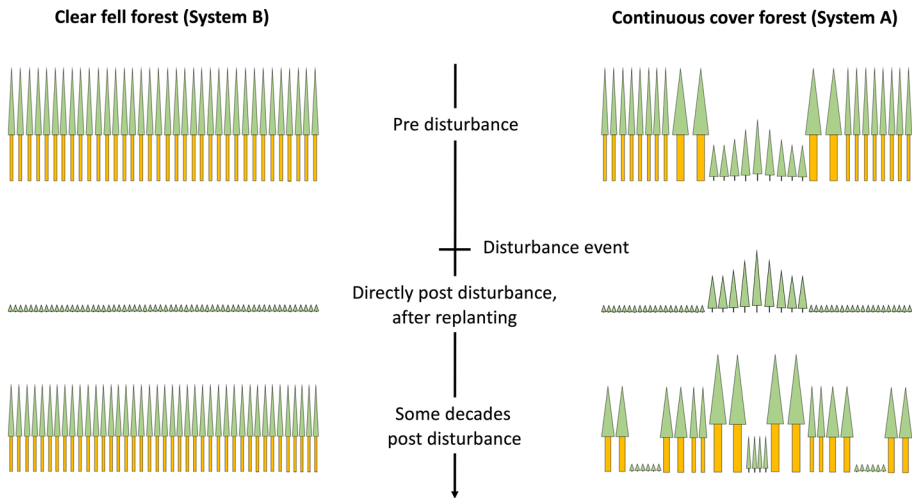 Clear fell forest (System B)
Continuous cover forest (System A)
Pre disturbance
Disturbance event
Directly post disturbance,
after replanting
Some decades
post disturbance